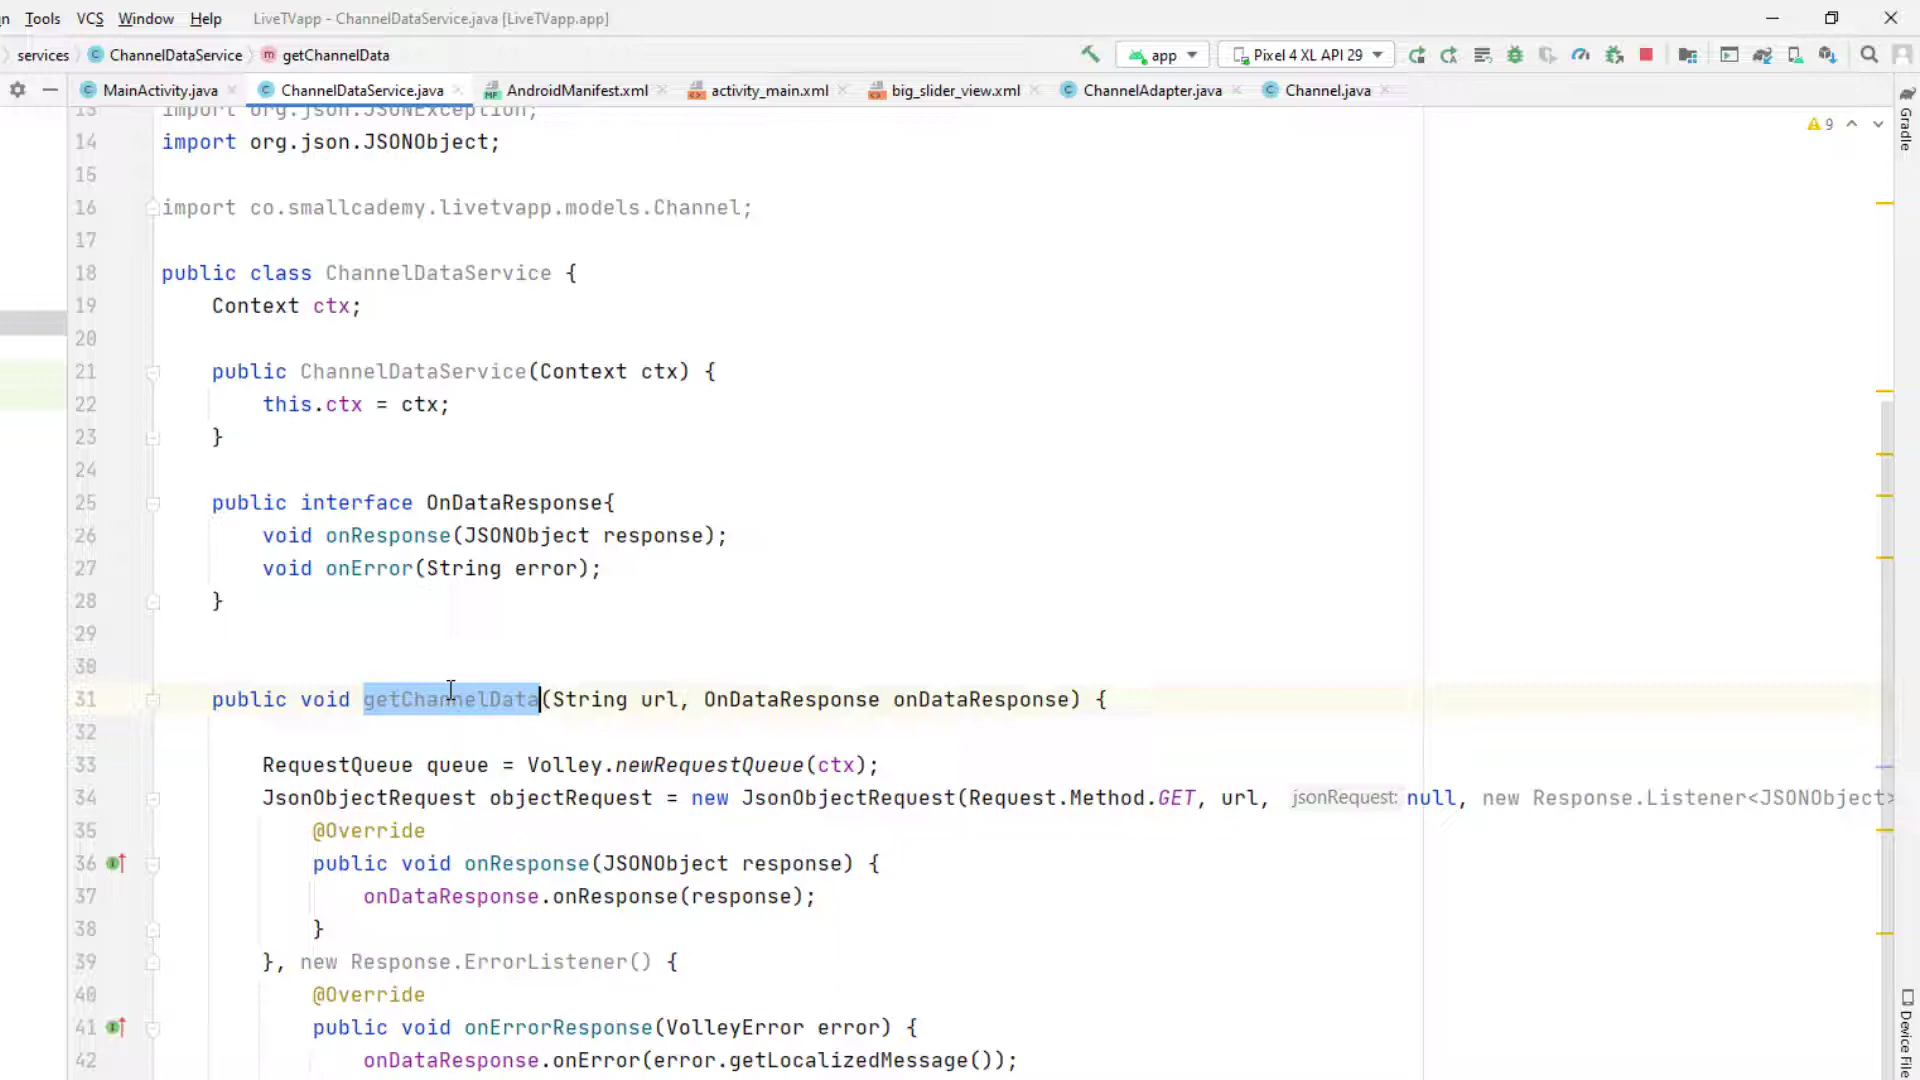 Tools VCS Window Help LiveTVapp - ChannelDataService.java [LiveTVapp.app]
services ChannelDataService getChannelData app Pixel 4 XL API 29
MainActivity.java ChannelDataService.java AndroidManifest.xml activity_main.xml big_slider_view.xml ChannelAdapter.java Channel.java
13 import org.json.JSONException;
14 import org.json.JSONObject;
15
16 import co.smallcademy.livetvapp.models.Channel;
17
18 public class ChannelDataService {
19 Context ctx;
20
21 public ChannelDataService(Context ctx) {
22 this.ctx = ctx;
23 }
24
25 public interface OnDataResponse{
26 void onResponse(JSONObject response);
27 void onError(String error);
28 }
29
30
31 public void getChannelData(String url, OnDataResponse onDataResponse) {
32
33 RequestQueue queue = Volley.newRequestQueue(ctx);
34 JsonObjectRequest objectRequest = new JsonObjectRequest(Request.Method.GET, url, jsonRequest: null, new Response.Listener<JSONObject>
35 @Override
36 public void onResponse(JSONObject response) {
37 onDataResponse.onResponse(response);
38 }
39 }, new Response.ErrorListener() {
40 @Override
41 public void onErrorResponse(VolleyError error) {
42 onDataResponse.onError(error.getLocalizedMessage());
9
Gradle
Device File